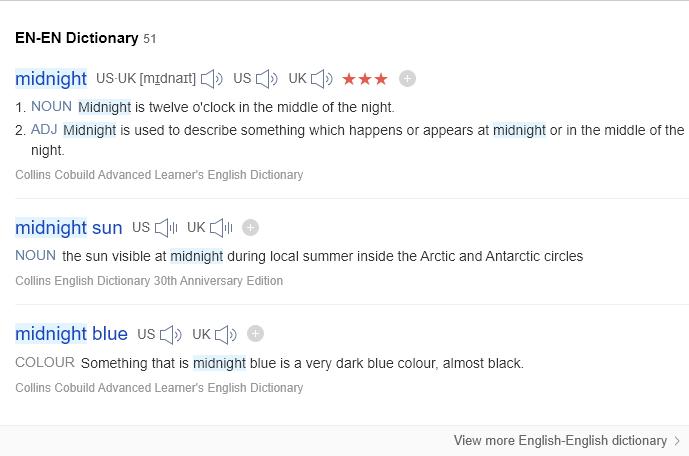 EN-EN Dictionary 51
midnight US·UK [mɪdnaɪt] US UK ★★★
1. NOUN Midnight is twelve o'clock in the middle of the night.
2. ADJ Midnight is used to describe something which happens or appears at midnight or in the middle of the
night.
Collins Cobuild Advanced Learner's English Dictionary
midnight sun US UK
NOUN the sun visible at midnight during local summer inside the Arctic and Antarctic circles
Collins English Dictionary 30th Anniversary Edition
midnight blue US UK
COLOUR Something that is midnight blue is a very dark blue colour, almost black.
Collins Cobuild Advanced Learner's English Dictionary
View more English-English dictionary >